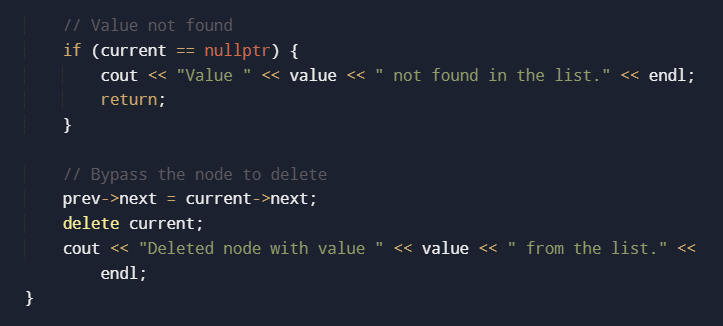 // Value not found
if (current == nullptr) {
cout << "Value " << value << " not found in the list." << endl;
return;
}
// Bypass the node to delete
prev->next = current->next;
delete current;
cout << "Deleted node with value " << value << " from the list." <<
endl;
}